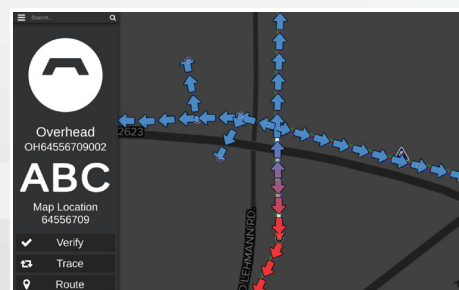 Search...
Overhead
OH64556709002
ABC
Map Location
64556709
Verify
Trace
Route
2623
D LEHMANN RD.